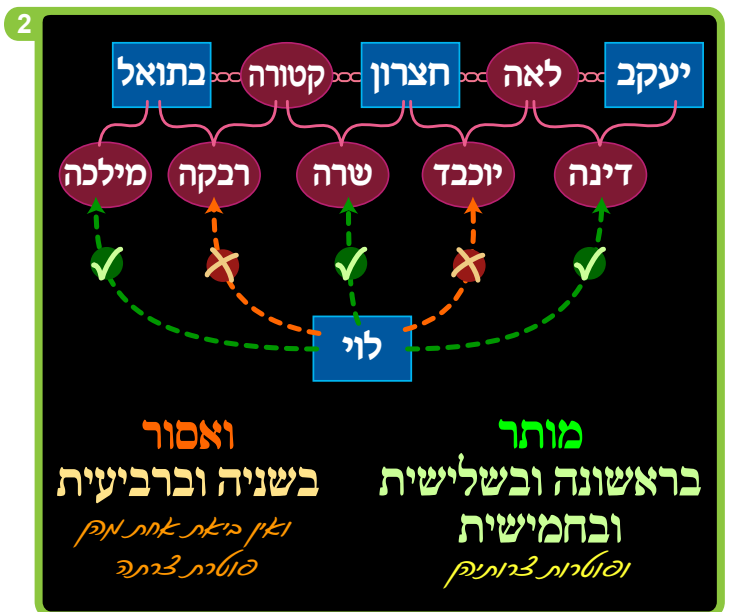 2
יעקב לאה חצרון קטורה בתואל
דינה יוכבד שרה רבקה מילכה
לוי
מותר
בראשונה ובשלישית
ובחמישית
ופוטרות צרותיהן
ואסור
בשניה וברביעית
ואין ביאת אחת מהן
פוטרת צרתה